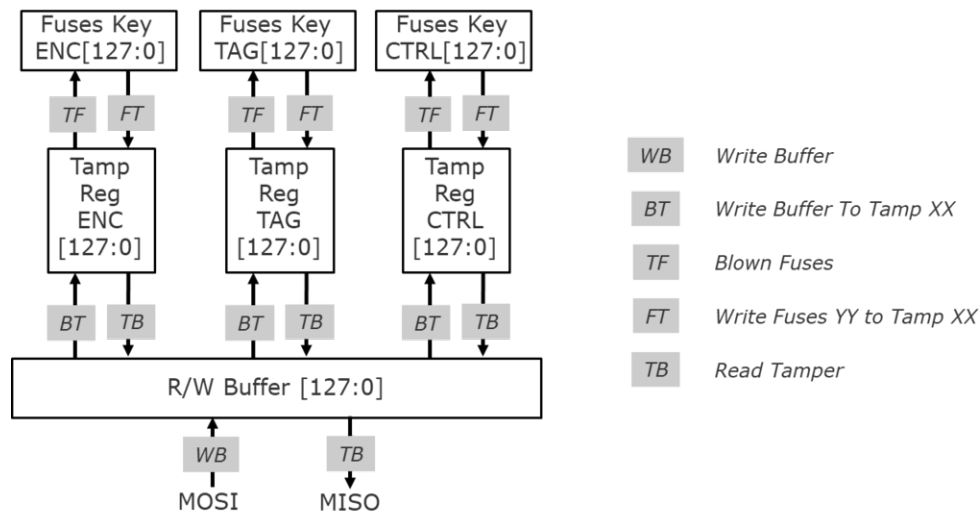 Fuses Key
ENC[127:0]
Fuses Key
TAG[127:0]
Fuses Key
CTRL[127:0]
TF
FT
TF
FT
TF
FT
Tamp
Reg
ENC
[127:0]
Tamp
Reg
TAG
[127:0]
Tamp
Reg
CTRL
[127:0]
BT
TB
BT
TB
BT
TB
R/W Buffer [127:0]
WB
TB
MOSI
MISO
WB Write Buffer
BT Write Buffer To Tamp XX
TF Blown Fuses
FT Write Fuses YY to Tamp XX
TB Read Tamper